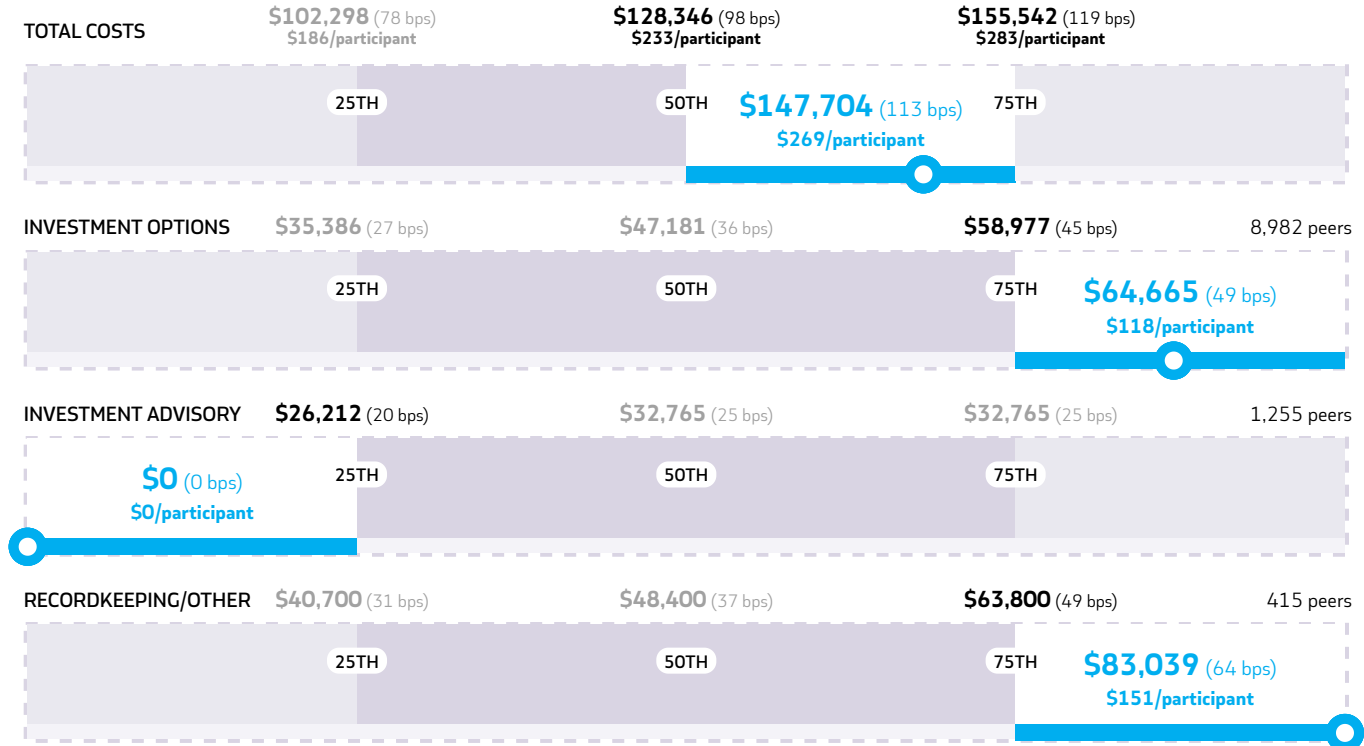 TOTAL COSTS $102,298 (78 bps) $128,346 (98 bps) $155,542 (119 bps)
$186/participant $233/participant $283/participant
25TH 50TH $147,704 (113 bps) 75TH
$269/participant
INVESTMENT OPTIONS $35,386 (27 bps) $47,181 (36 bps) $58,977 (45 bps) 8,982 peers
25TH 50TH 75TH $64,665 (49 bps)
$118/participant
INVESTMENT ADVISORY $26,212 (20 bps) $32,765 (25 bps) $32,765 (25 bps) 1,255 peers
$0 (0 bps) 25TH 50TH 75TH
$0/participant
RECORDKEEPING/OTHER $40,700 (31 bps) $48,400 (37 bps) $63,800 (49 bps) 415 peers
25TH 50TH 75TH $83,039 (64 bps)
$151/participant